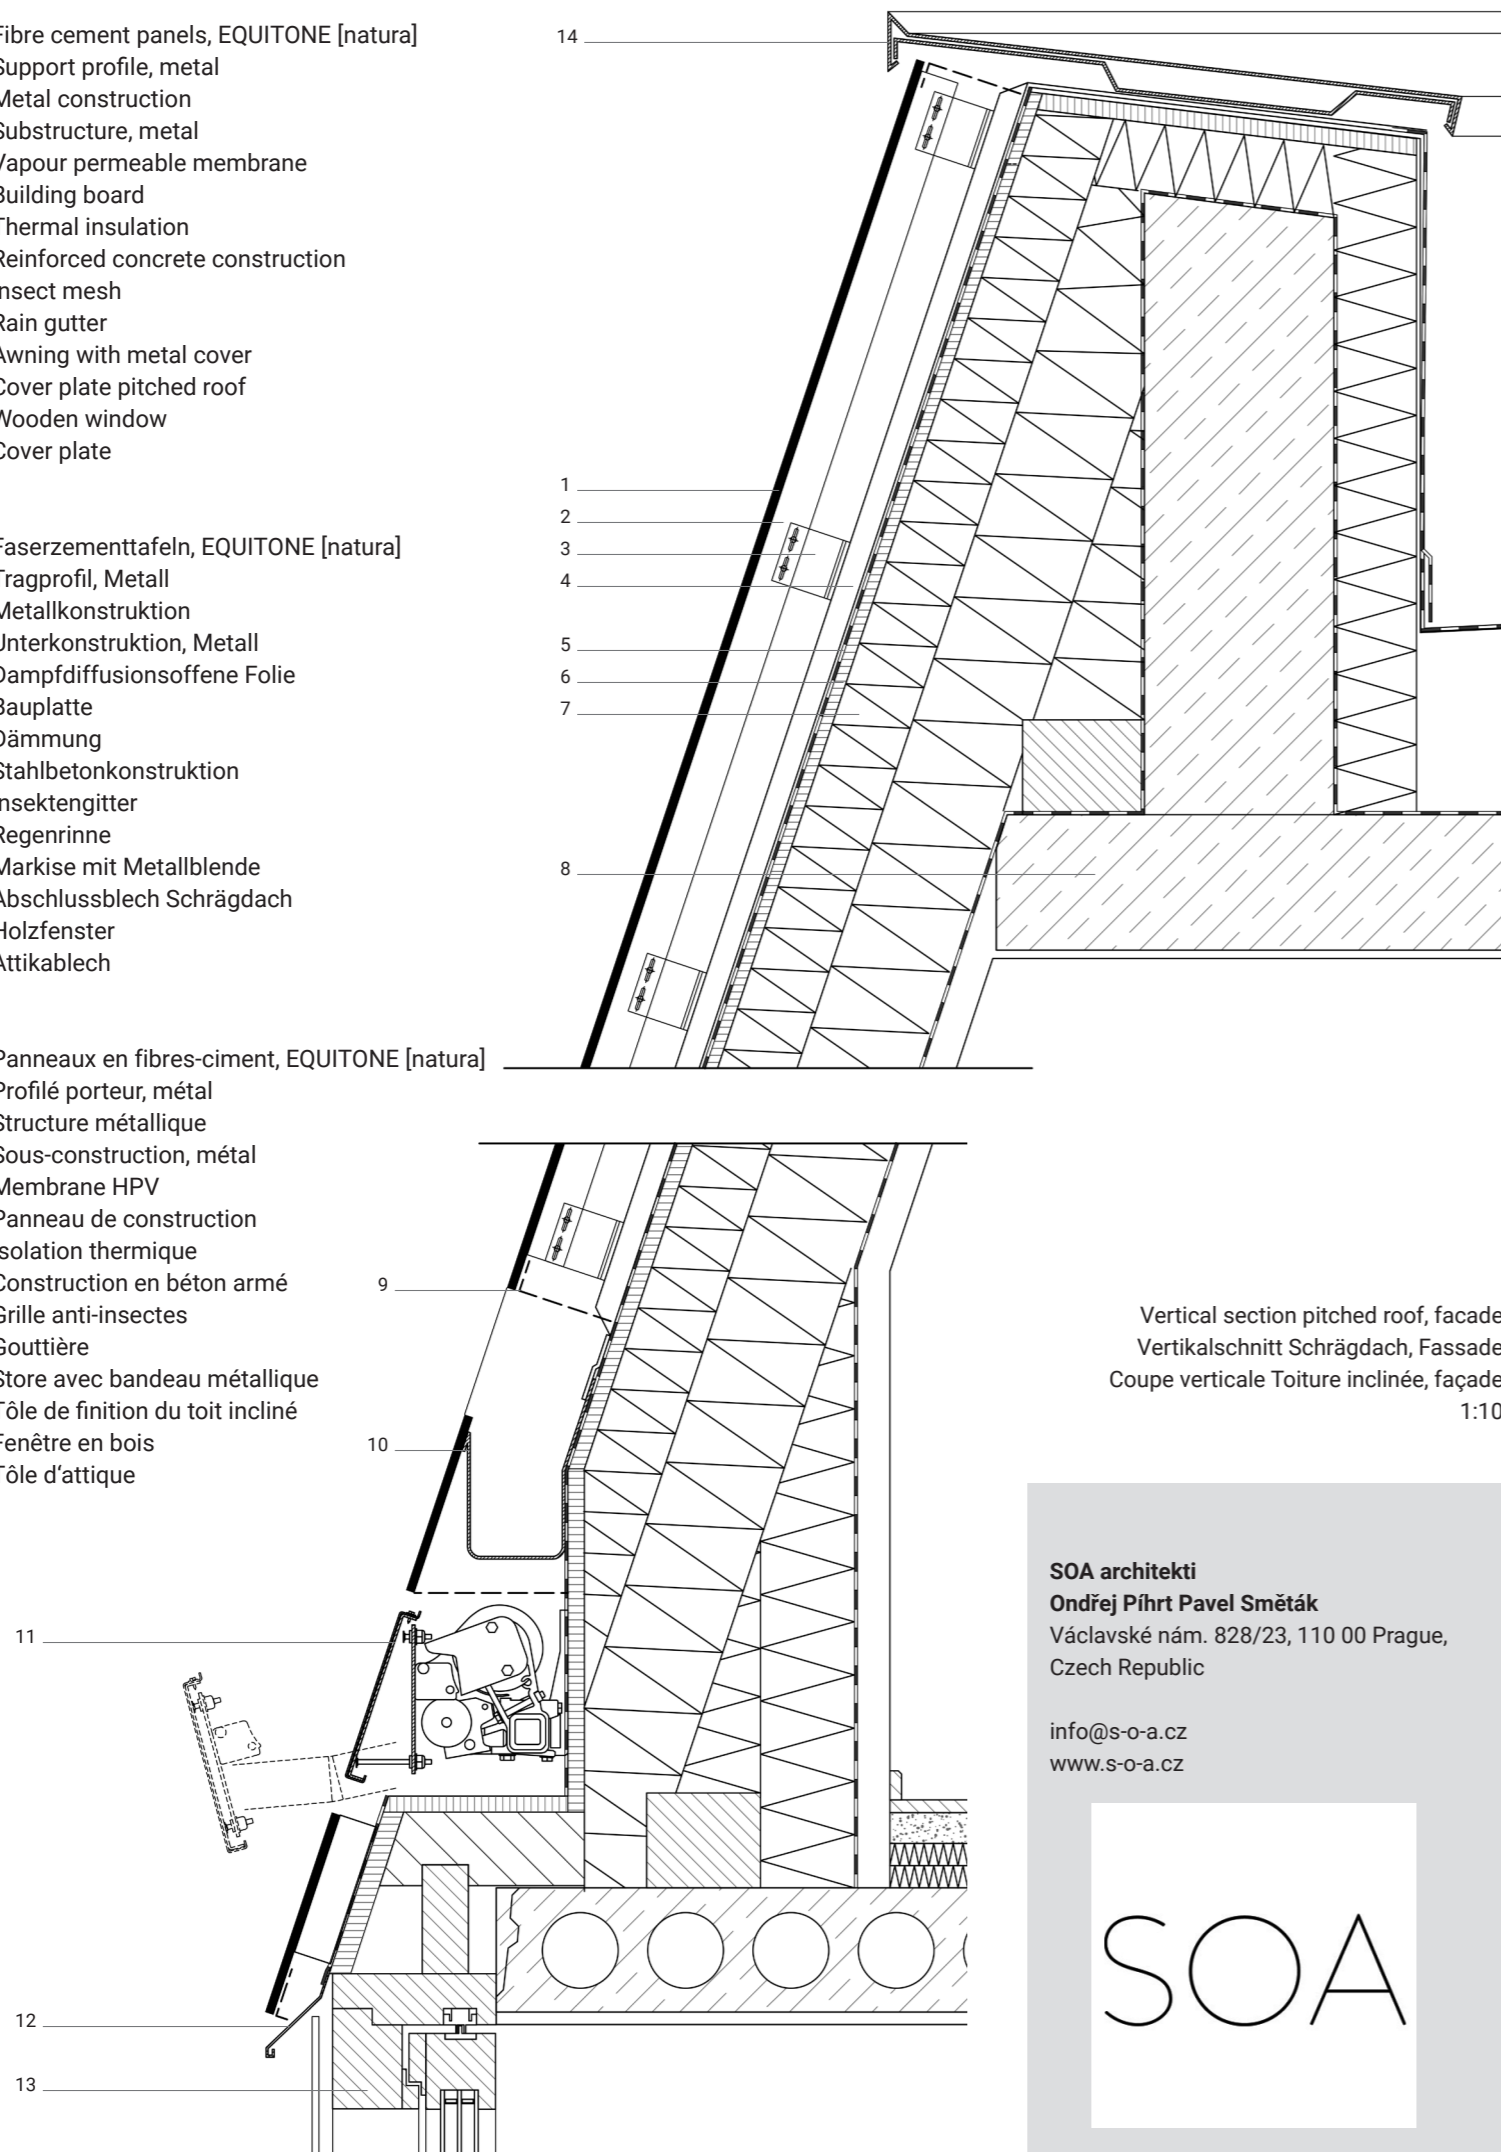 Fibre cement panels, EQUITONE [natura]
Support profile, metal
Metal construction
Substructure, metal
Vapour permeable membrane
Building board
Thermal insulation
Reinforced concrete construction
Insect mesh
Rain gutter
Awning with metal cover
Cover plate pitched roof
Wooden window
Cover plate
Faserzementtafeln, EQUITONE [natura]
Tragprofil, Metall
Metallkonstruktion
Unterkonstruktion, Metall
Dampfdiffusionsoffene Folie
Bauplatte
Dämmung
Stahlbetonkonstruktion
Insektengitter
Regenrinne
Markise mit Metallblende
Abschlussblech Schrägdach
Holzfenster
Attikablech
Panneaux en fibres-ciment, EQUITONE [natura]
Profilé porteur, métal
Structure métallique
Sous-construction, métal
Membrane HPV
Panneau de construction
Isolation thermique
Construction en béton armé
Grille anti-insectes
Gouttière
Store avec bandeau métallique
Tôle de finition du toit incliné
Fenêtre en bois
Tôle d‘attique
14
1
2
3
4
5
6
7
8
9
10
11
12
13
Vertical section pitched roof, facade
Vertikalschnitt Schrägdach, Fassade
Coupe verticale Toiture inclinée, façade
1:10
SOA architekti
Ondřej Píhrt Pavel Směták
Václavské nám. 828/23, 110 00 Prague,
Czech Republic
info@s-o-a.cz
www.s-o-a.cz
SOA